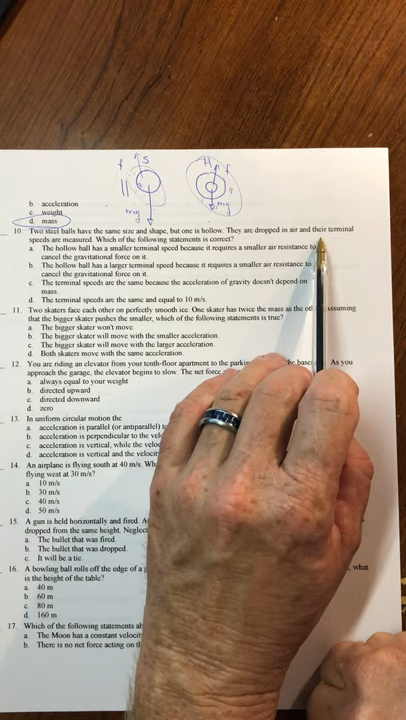 f S H f
|| ||
mg mg
b. acceleration
c. weight
d. mass
10. Two steel balls have the same size and shape, but one is hollow. They are dropped in air and their terminal
speeds are measured. Which of the following statements is correct?
a. The hollow ball has a smaller terminal speed because it requires a smaller air resistance to
cancel the gravitational force on it.
b. The hollow ball has a larger terminal speed because it requires a smaller air resistance to
cancel the gravitational force on it.
c. The terminal speeds are the same because the acceleration of gravity doesn't depend on
mass.
d. The terminal speeds are the same and equal to 10 m/s.
11. Two skaters face each other on perfectly smooth ice. One skater has twice the mass as the Assuming
that the bigger skater pushes the smaller, which of the following statements is true?
a. The bigger skater won't move.
b. The bigger skater will move with the smaller acceleration.
c. The bigger skater will move with the larger acceleration.
d. Both skaters move with the same acceleration.
12. You are riding an elevator from your tenth-floor apartment to the As you
approach the garage, the elevator begins to slow. The net force
a. always equal to your weight
b. directed upward
c. directed downward
d. zero
13. In uniform circular motion the
a. acceleration is parallel (or antiparallel)
b. acceleration is perpendicular to the
c. acceleration is vertical, while the
d. acceleration is vertical and the
14. An airplane is flying south at 40 m/s.
flying west at 30 m/s?
a. 10 m/s
b. 30 m/s
c. 40 m/s
d. 50 m/s
15. A gun is held horizontally and fired.
dropped from the same height.
a. The bullet that was fired.
b. The bullet that was dropped.
c. It will be a tie.
16. A bowling ball rolls off the edge of a what
is the height of the table?
a. 40 m
b. 60 m
c. 80 m
d. 160 m
17. Which of the following statements
a. The Moon has a constant
b. There is no net force acting on